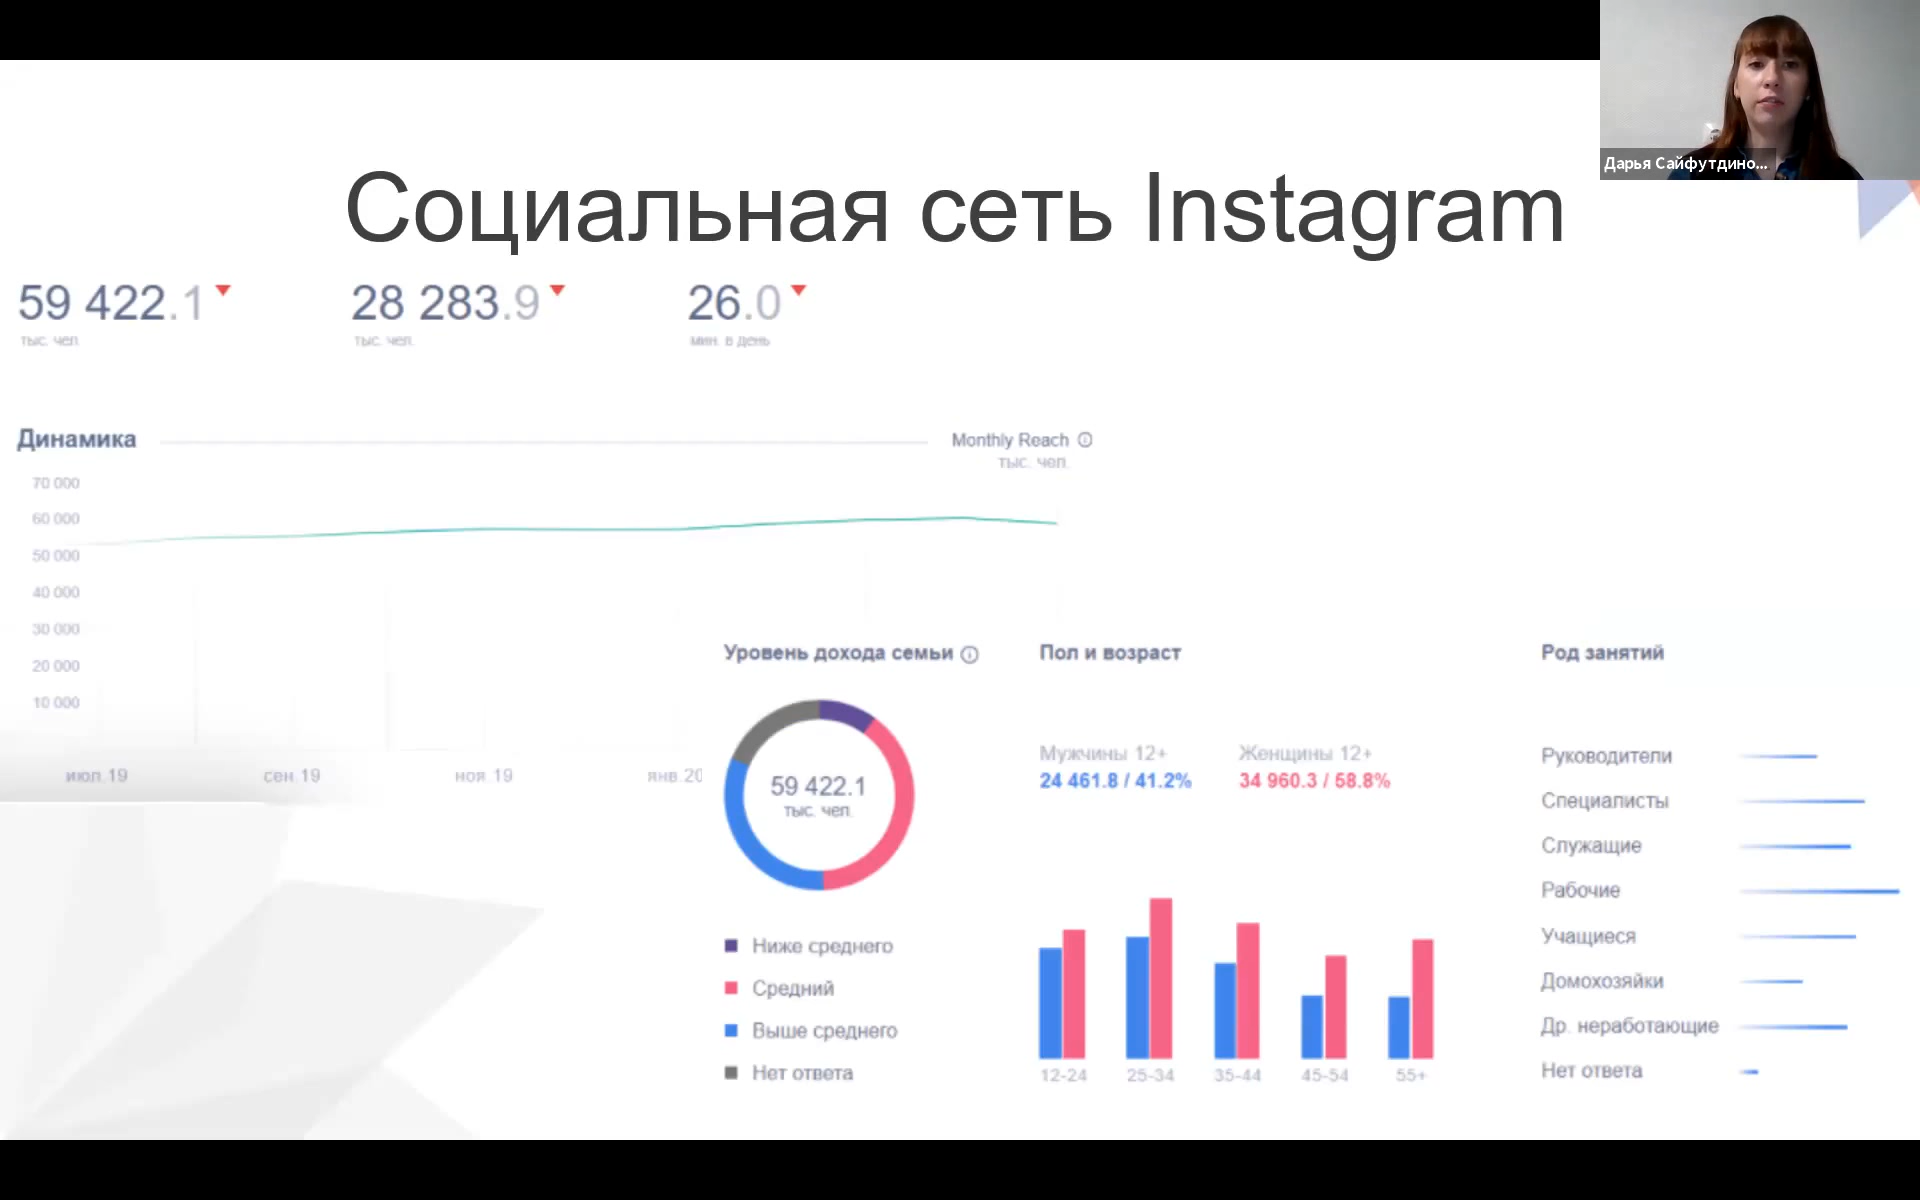 Дарья Сайфутдино...
Социальная сеть Instagram
59 422.1
тыс. чел.
28 283.9
тыс. чел.
26.0
мин. в день
Динамика
Monthly Reach
тыс. чел.
70 000
60 000
50 000
40 000
30 000
20 000
10 000
июл.19
сен.19
ноя.19
янв.20
Уровень дохода семьи
59 422.1
тыс. чел.
Ниже среднего
Средний
Выше среднего
Нет ответа
Пол и возраст
Мужчины 12+
24 461.8 / 41.2%
Женщины 12+
34 960.3 / 58.8%
12-24
25-34
35-44
45-54
55+
Род занятий
Руководители
Специалисты
Служащие
Рабочие
Учащиеся
Домохозяйки
Др. неработающие
Нет ответа